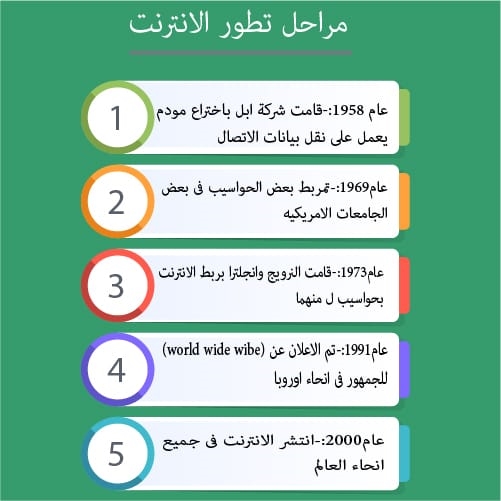 مراحل تطور الانترنت
1
عام 1958:-قامت شركة ابل باختراع مودم
يعمل على نقل بيانات الاتصال
2
عام1969:-تمربط بعض الحواسيب فى بعض
الجامعات الامريكيه
3
عام1973:-قامت النرويج وانجلترا بربط الانترنت
بحواسيب ل منهما
4
عام1991:-تم الاعلان عن (world wide wibe)
للجمهور فى انحاء اوروبا
5
عام2000:-انتشر الانترنت فى جميع
انحاء العالم